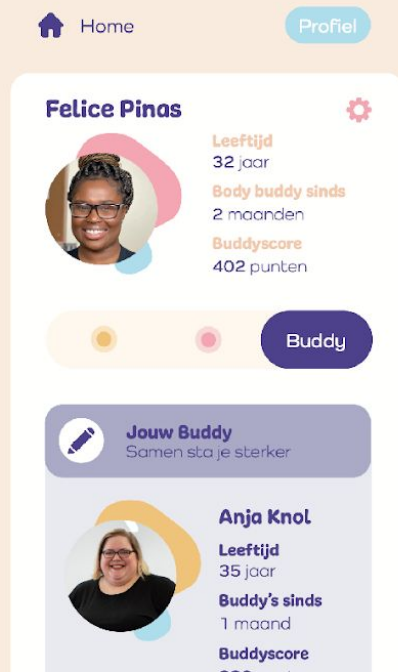 Home
Profiel
Felice Pinas
Leeftijd
32 jaar
Body buddy sinds
2 maanden
Buddyscore
402 punten
Buddy
Jouw Buddy
Samen sta je sterker
Anja Knol
Leeftijd
35 jaar
Buddy's sinds
1 maand
Buddyscore